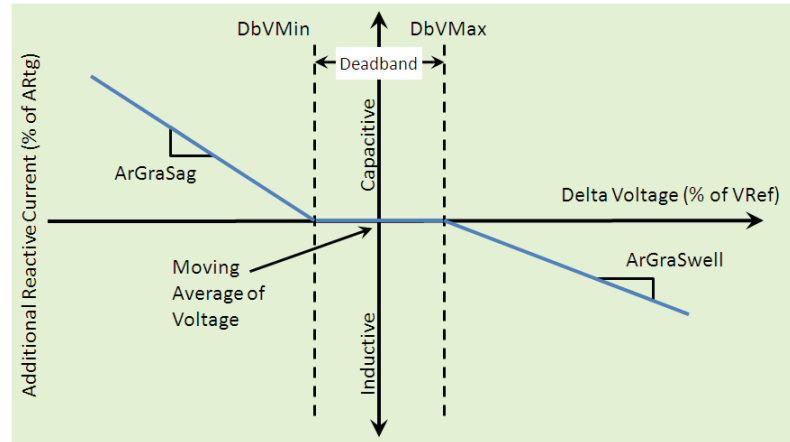 DbVMin
DbVMax
Deadband
Additional Reactive Current (% of ARtg)
Capacitive
ArGraSag
Delta Voltage (% of VRef)
Moving
Average of
Voltage
ArGraSwell
Inductive